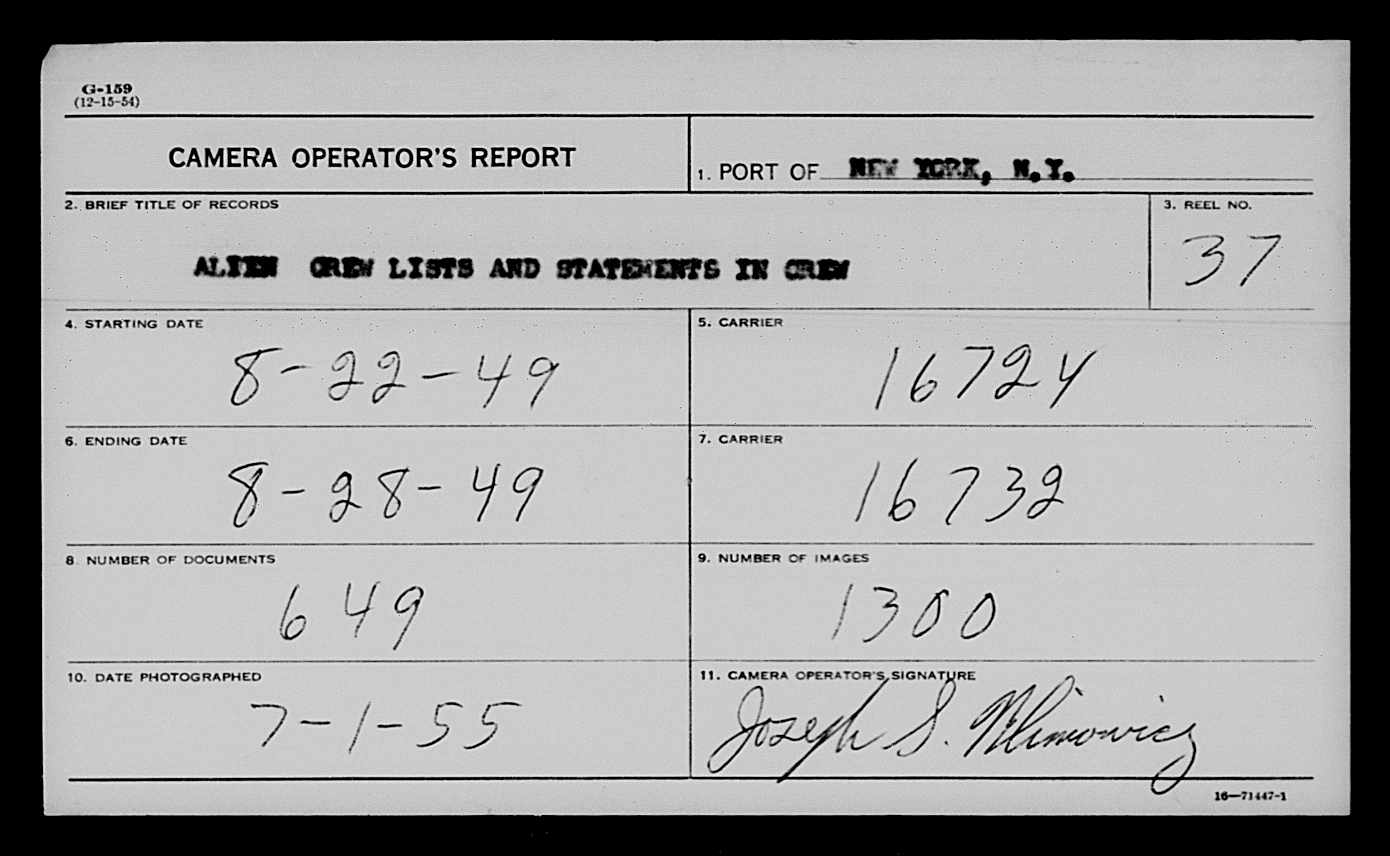 G-159
(12-15-54)
CAMERA OPERATOR'S REPORT
1. PORT OF NEW YORK, N.Y.
2. BRIEF TITLE OF RECORDS
ALIEN CREW LISTS AND STATEMENTS IN CREW
3. REEL NO.
37
4. STARTING DATE
8-22-49
5. CARRIER
16724
6. ENDING DATE
8-28-49
7. CARRIER
16732
8. NUMBER OF DOCUMENTS
649
9. NUMBER OF IMAGES
1300
10. DATE PHOTOGRAPHED
7-1-55
11. CAMERA OPERATOR'S SIGNATURE
Joseph S.
16—71447-1